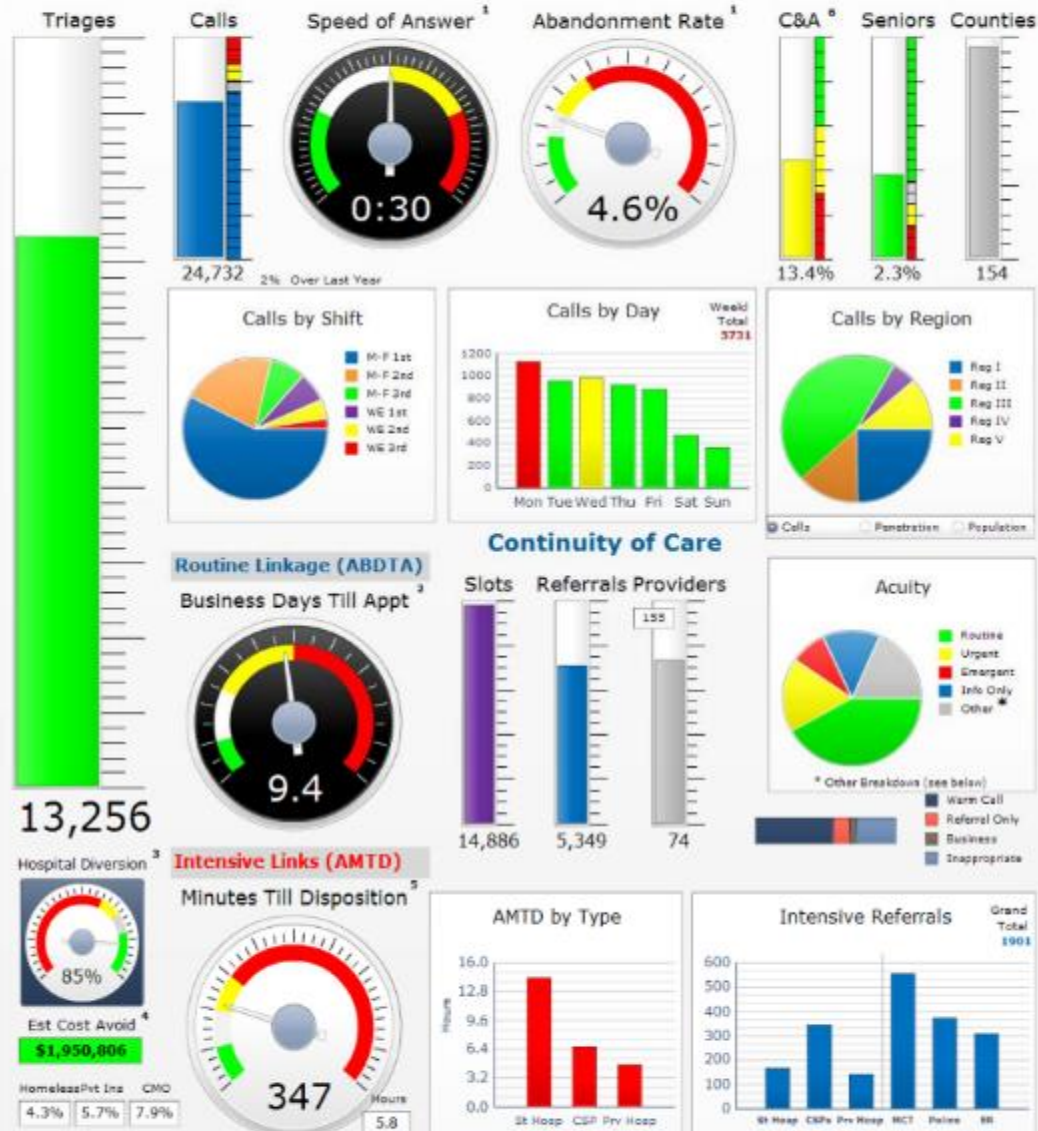 Triages
Calls
Speed of Answer 1
Abandonment Rate 1
C&A 6
Seniors
Counties
0:30
4.6%
24,732
2% Over Last Year
13.4%
2.3%
154
Calls by Shift
M-F 1st
M-F 2nd
M-F 3rd
WE 1st
WE 2nd
WE 3rd
Calls by Day
Total
1200
1000
800
600
400
200
0
Mon Tue Wed Thu Fri Sat Sun
Calls by Region
Reg I
Reg II
Reg III
Reg IV
Reg V
Calls
Penetration
Population
Continuity of Care
Routine Linkage (ABDTA)
Business Days Till Appt 3
9.4
Slots
Referrals
Providers
155
14,886
5,349
74
Acuity
Routine
Urgent
Emergent
Info Only
Other *
* Other Breakdown (see below)
Warm Call
Referral Only
Business
Inappropriate
13,256
Hospital Diversion 3
85%
Est Cost Avoid 4
$1,950,806
Homeless
Pvt Ins
CMO
4.3%
5.7%
7.9%
Intensive Links (AMTD)
Minutes Till Disposition 5
347
Hours
5.8
AMTD by Type
Hours
16.0
12.8
9.6
6.4
3.2
0.0
St Hosp
CSP
Prv Hosp
Intensive Referrals
Grand
Total
1901
600
500
400
300
200
100
0
St Hosp
CSPs
Prv Hosp
MCT
Police
ER